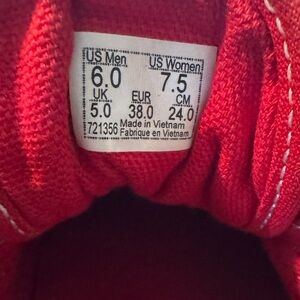 US Men US Women
6.0 7.5
UK EUR CM
5.0 38.0 24.0
721356 Made in Vietnam
Fabrique en Vietnam